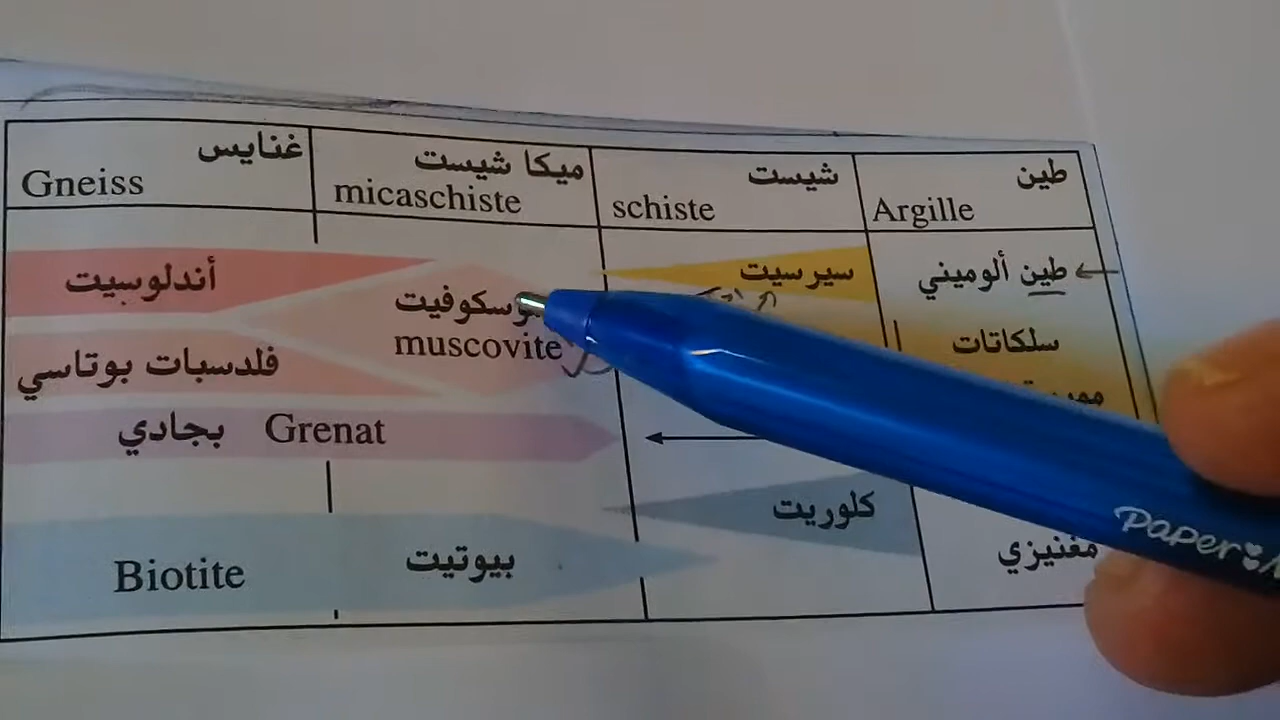 طين
Argille
شيست
schiste
ميكا شيست
micaschiste
غنايس
Gneiss
طين ألوميني
سيرسيت
أندلوسيت
سلكاتات
muscovite
فلدسبات بوتاسي
بجادي Grenat
كلوريت
مغنيزي
بيوتيت
Biotite
PAPER